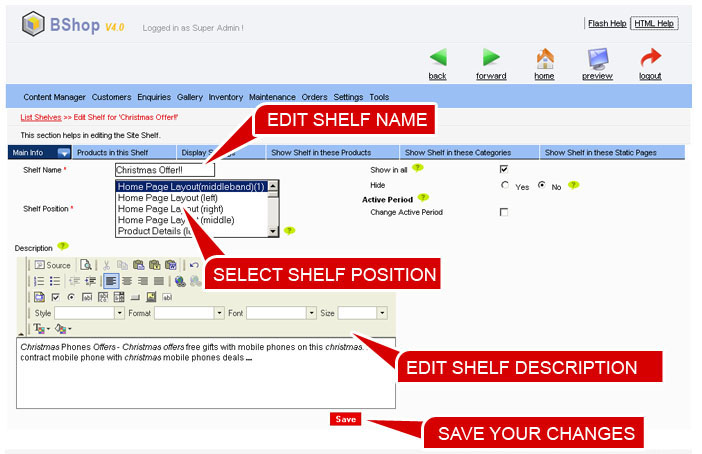 BShop V4.0 Logged in as Super Admin !
Flash Help HTML Help
back forward home preview logout
Content Manager Customers Enquiries Gallery Inventory Maintenance Orders Settings Tools
List Shelves >> Edit Shelf for 'Christmas Offer!!'
EDIT SHELF NAME
This section helps in editing the Site Shelf.
Main Info Products in this Shelf Display Show Shelf in these Products Show Shelf in these Categories Show Shelf in these Static Pages
Shelf Name * Christmas Offer!! Show in all ?
Home Page Layout(middleband)(1) Hide Yes No ?
Home Page Layout (left)
Shelf Position * Home Page Layout (right) Active Period ?
Home Page Layout (middle) Change Active Period
Product Details ?
Description ?
SELECT SHELF POSITION
Source
Style Format Font Size
Christmas Phones Offers - Christmas offers free gifts with mobile phones on this christmas.
contract mobile phone with christmas mobile phones deals ...
EDIT SHELF DESCRIPTION
Save
SAVE YOUR CHANGES